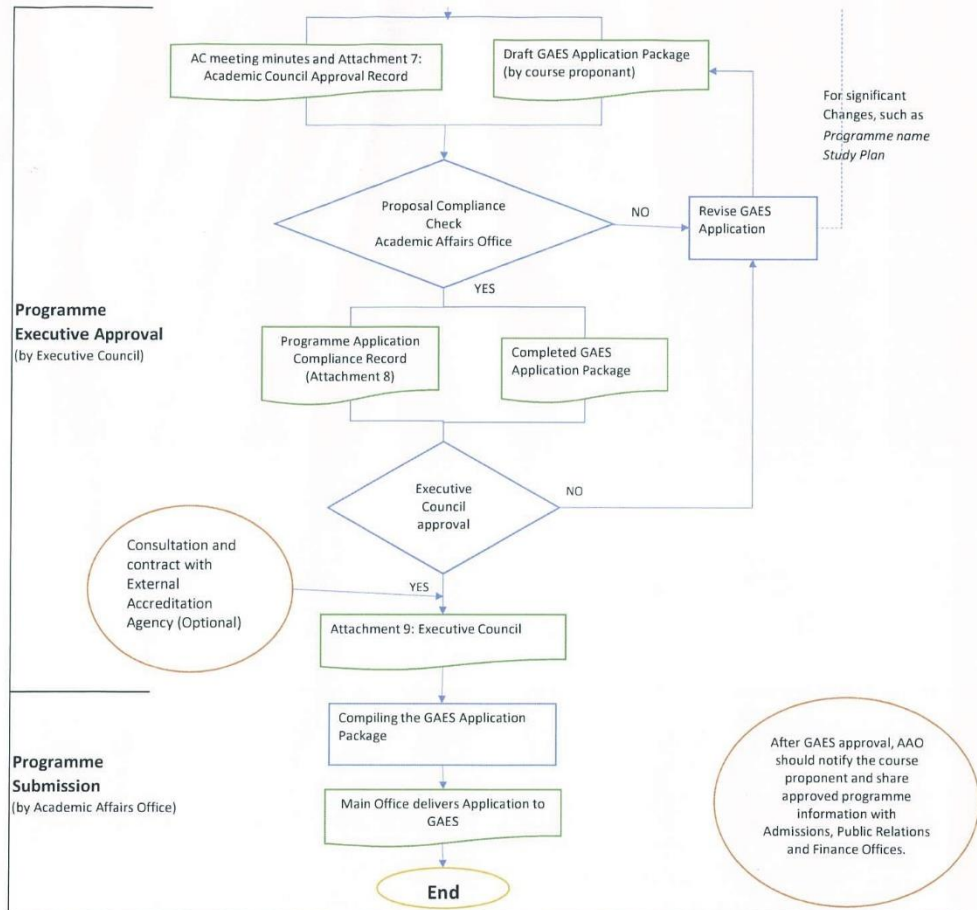 AC meeting minutes and Attachment 7:
Academic Council Approval Record
Draft GAES Application Package
(by course proponant)
For significant
Changes, such as
Programme name
Study Plan
Proposal Compliance
Check
Academic Affairs Office
NO
Revise GAES
Application
YES
Programme
Executive Approval
(by Executive Council)
Programme Application
Compliance Record
(Attachment 8)
Completed GAES
Application Package
Executive
Council
approval
NO
Consultation and
contract with
External
Accreditation
Agency (Optional)
YES
Attachment 9: Executive Council
Compiling the GAES Application
Package
Programme
Submission
(by Academic Affairs Office)
Main Office delivers Application to
GAES
After GAES approval, AAO
should notify the course
proponent and share
approved programme
information with
Admissions, Public Relations
and Finance Offices.
End